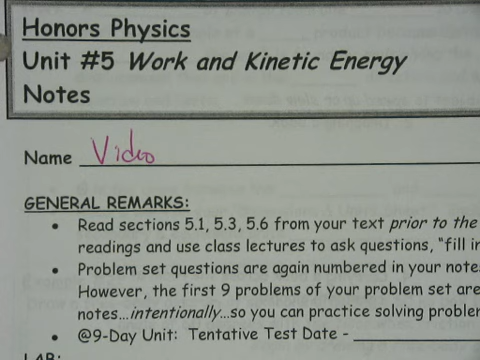 Honors Physics
Unit #5 Work and Kinetic Energy
Notes
Name Video
GENERAL REMARKS:
• Read sections 5.1, 5.3, 5.6 from your text prior to the
readings and use class lectures to ask questions, "fill in
• Problem set questions are again numbered in your note
However, the first 9 problems of your problem set are
notes...intentionally...so you can practice solving probler
• @9-Day Unit: Tentative Test Date -
LAB: